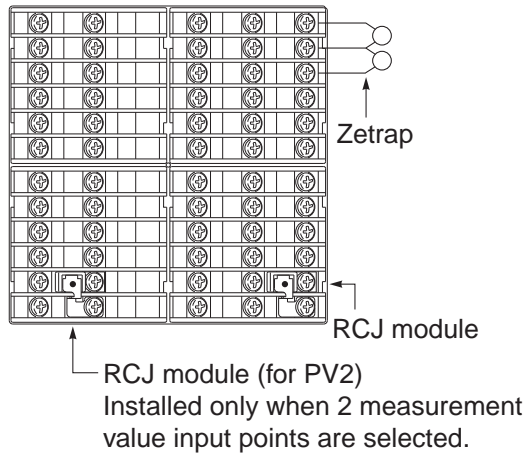 Zetrap
RCJ module
RCJ module (for PV2)
Installed only when 2 measurement
value input points are selected.